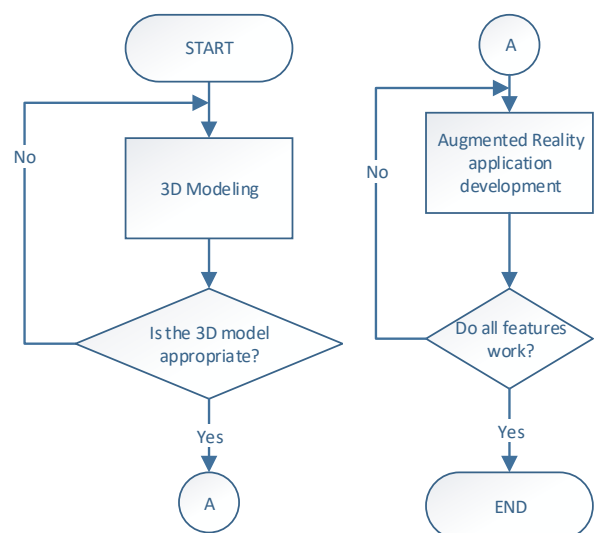 START
No
3D Modeling
Is the 3D model
appropriate?
Yes
A
A
No
Augmented Reality
application
development
Do all features
work?
Yes
END